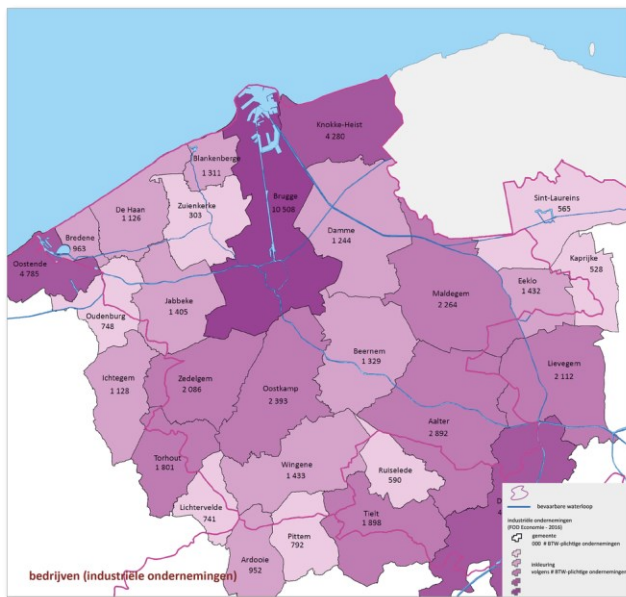 Knokke-Heist
4 280
Blankenberge
1 311
Brugge
10 508
De Haan
1 126
Zuienkerke
303
Sint-Laureins
565
Damme
1 244
Bredene
963
Kaprijke
528
Oostende
4 785
Eeklo
1 432
Jabbeke
1 405
Maldegem
2 264
Oudenburg
748
Beernem
1 329
Lievegem
2 112
Ichtegem
1 128
Zedelgem
2 086
Oostkamp
2 393
Aalter
2 892
Torhout
1 801
Wingene
1 433
Ruiselede
590
D
4
Lichtervelde
741
Pittem
792
Tielt
1 898
Ardooie
952
bedrijven (industriële ondernemingen)
bevaarbare waterloop
industriële ondernemingen
(FOD Economie - 2016)
gemeente
000 # BTW-plichtige ondernemingen
inkleuring
volgens # BTW-plichtige ondernemingen